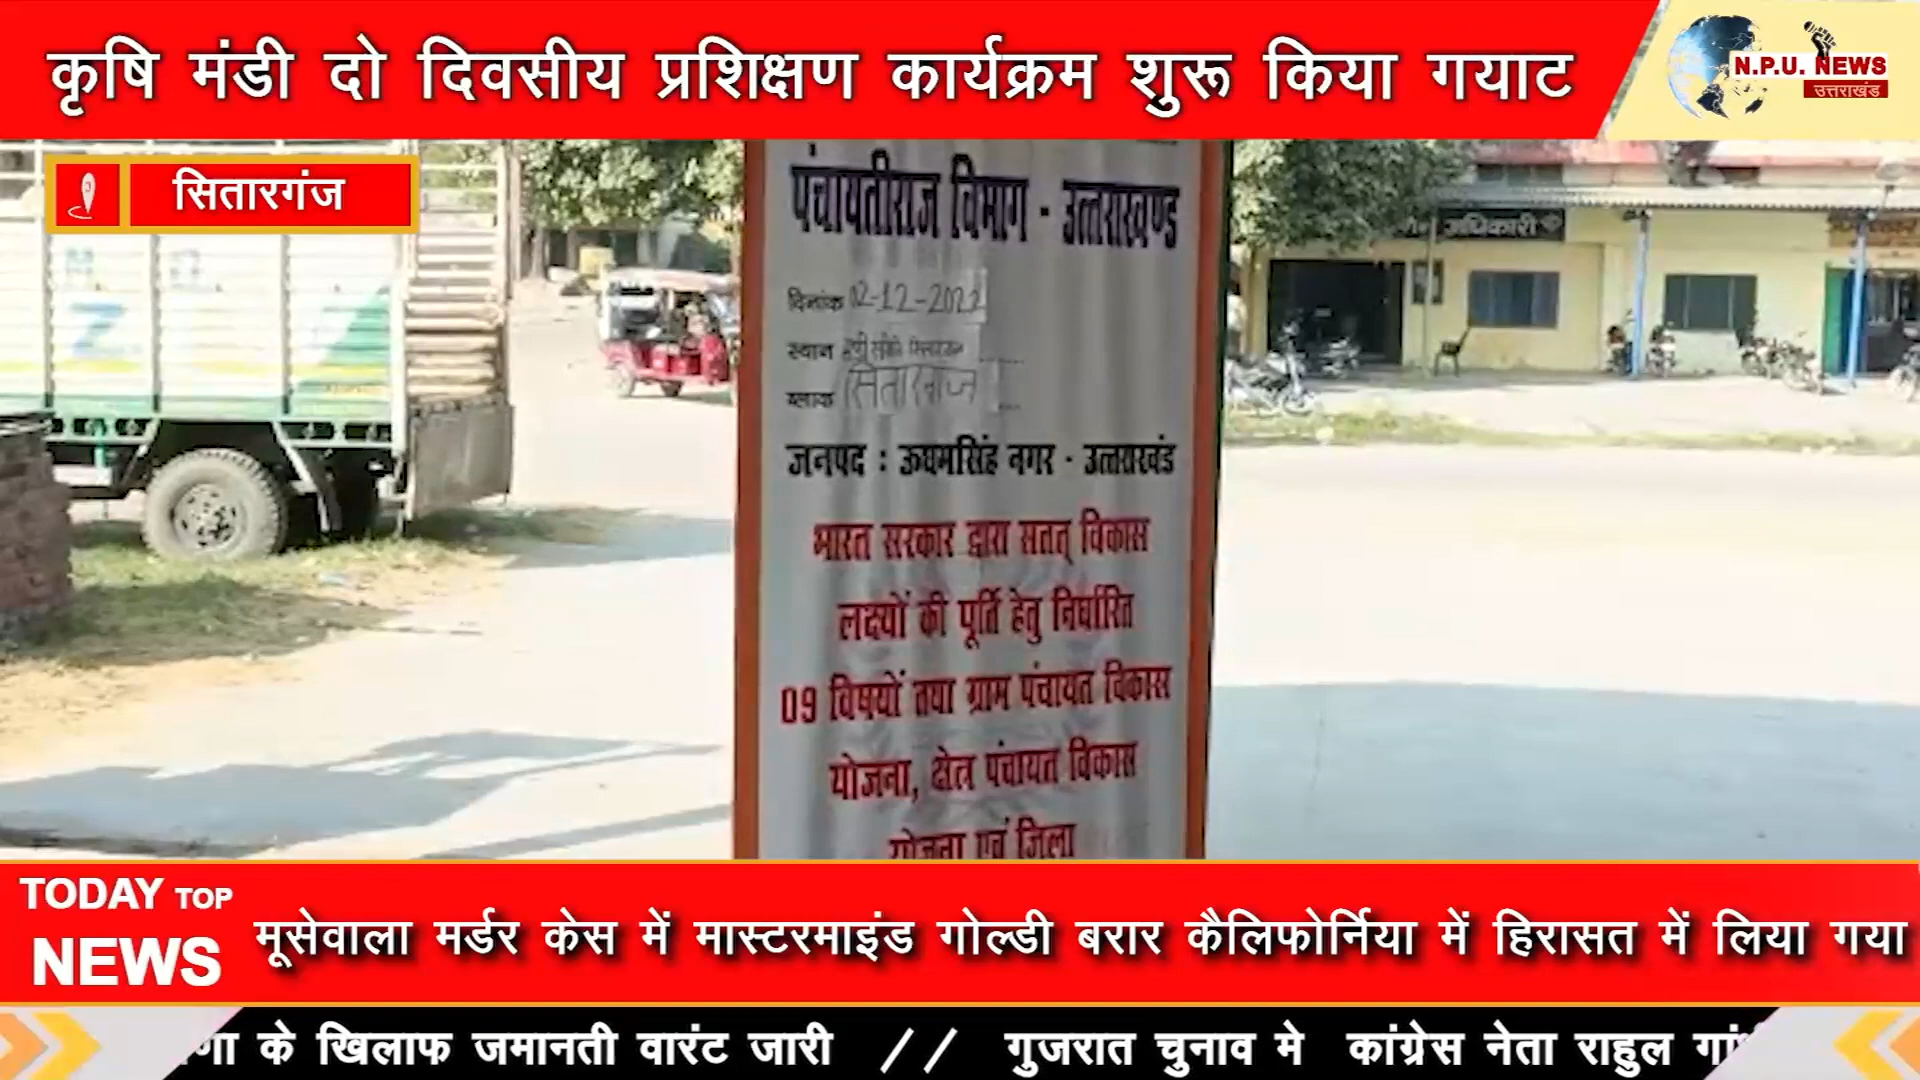 कृषि मंडी दो दिवसीय प्रशिक्षण कार्यक्रम शुरू किया गयाट
N.P.U. NEWS
उत्तराखंड
सितारगंज
पंचायतीराज विभाग - उत्तराखण्ड
दिनांक 02-12-2022
स्थान
ब्लाक सितारगंज
जनपद : ऊधमसिंह नगर - उत्तराखंड
भारत सरकार द्वारा सतत् विकास
लक्ष्यों की पूर्ति हेतु निर्धारित
09 विषयों तथा ग्राम पंचायत विकास
योजना, क्षेत्र पंचायत विकास
योजना एवं जिला
अधिकारी
TODAY TOP
NEWS
मूसेवाला मर्डर केस में मास्टरमाइंड गोल्डी बरार कैलिफोर्निया में हिरासत में लिया गया
के खिलाफ जमानती वारंट जारी // गुजरात चुनाव मे कांग्रेस नेता राहुल